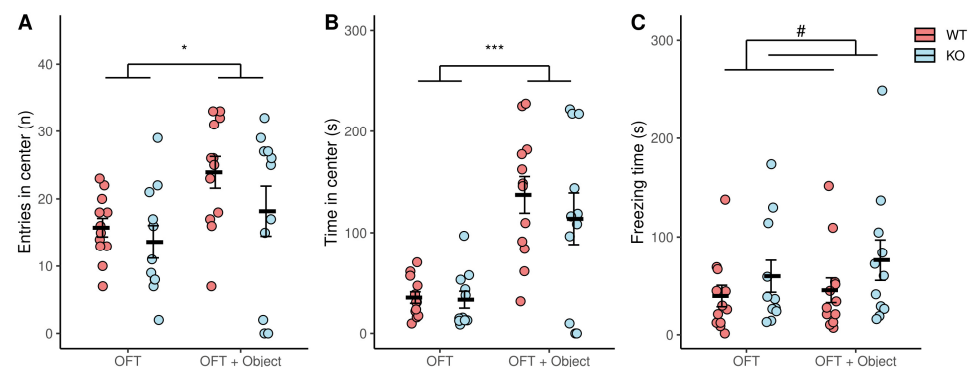 A
B
C
Entries in center (n)
40
30
20
10
0
*
OFT
OFT + Object
Time in center (s)
300
200
100
0
***
OFT
OFT + Object
Freezing time (s)
300
200
100
0
#
OFT
OFT + Object
WT
KO